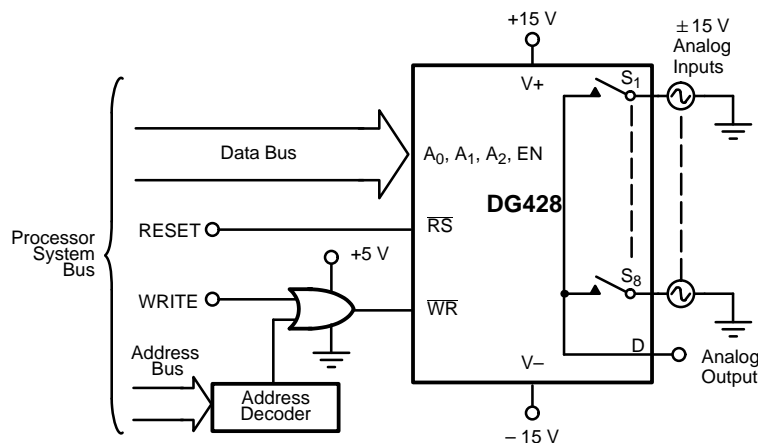 +15 V
± 15 V
Analog
Inputs
V+
S1
Data Bus
A0, A1, A2, EN
DG428
Processor
System
Bus
RESET
RS
+5 V
WRITE
WR
S8
Address
Bus
Address
Decoder
V–
D
Analog
Output
– 15 V